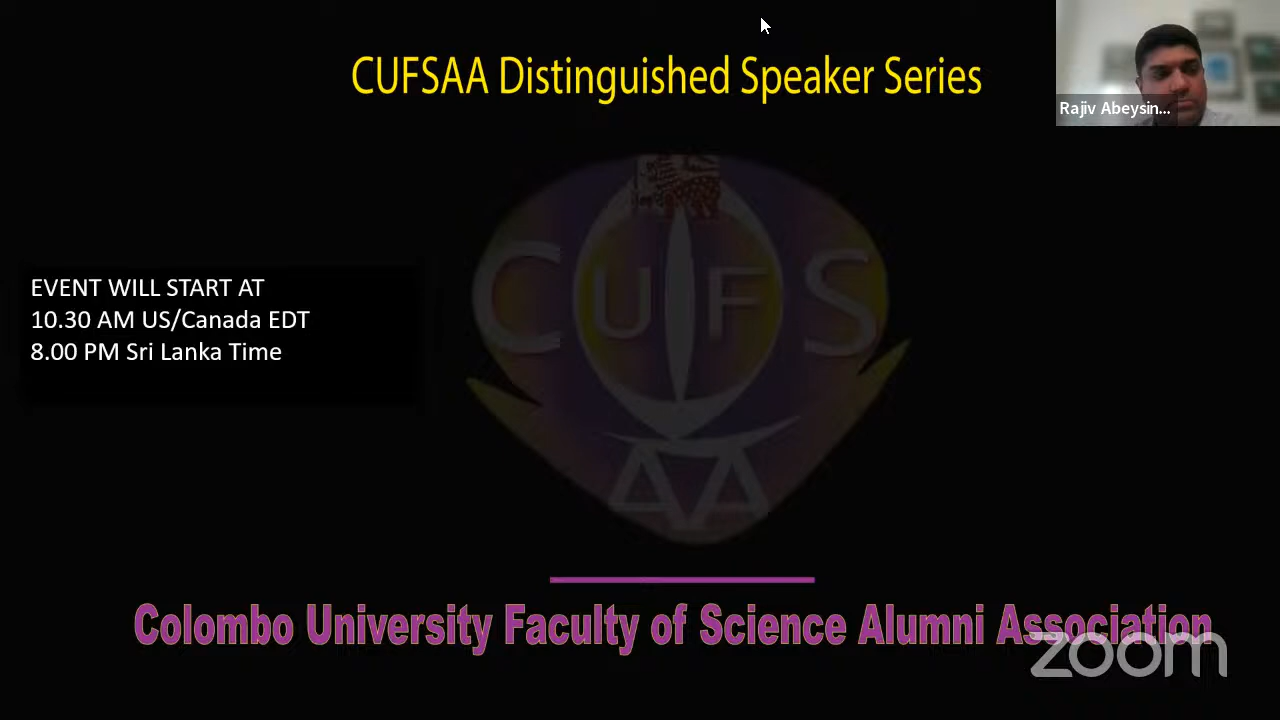 CUFSAA Distinguished Speaker Series
Rajiv Abeysin...
CUFS
AA
EVENT WILL START AT
10.30 AM US/Canada EDT
8.00 PM Sri Lanka Time
Colombo University Faculty of Science Alumni Association
zoom